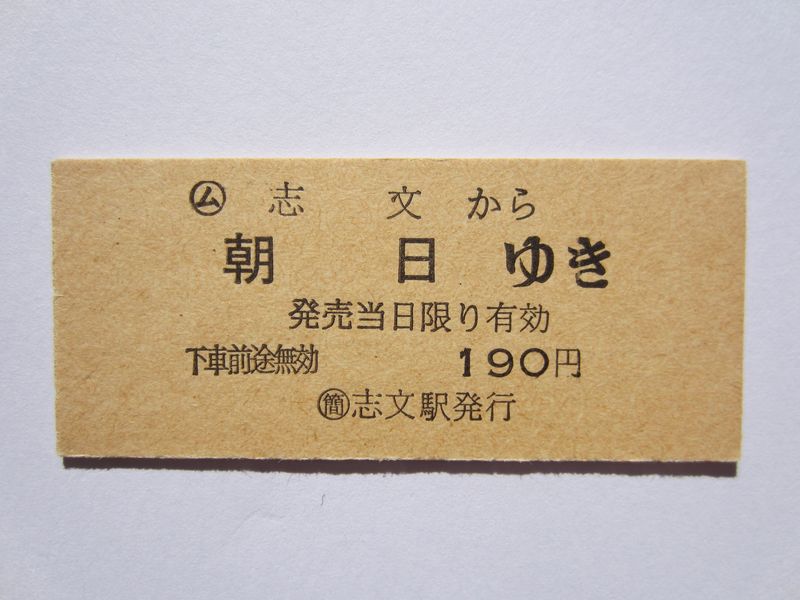 ㋰ 志 文 から
朝 日 ゆき
発売当日限り有効
下車前途無効 190円
㊢志文駅発行